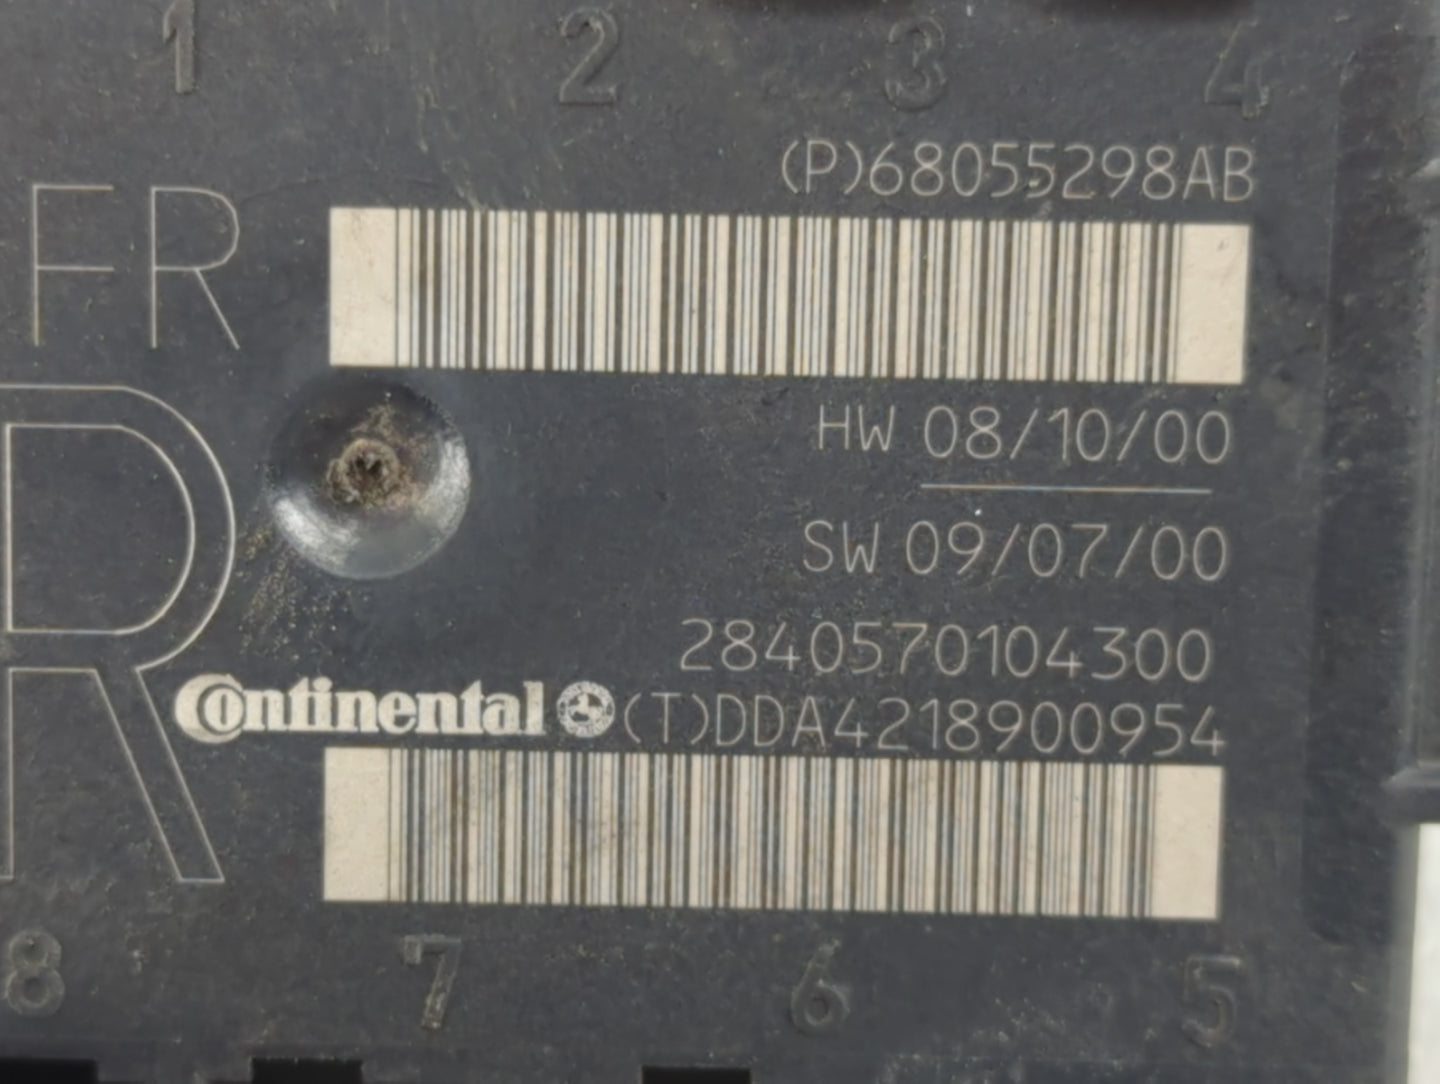 1 2 3 4
(P)68055298AB
FR
HW 08/10/00
R
SW 09/07/00
2840570104300
Continental (T)DDA4218900954
8 7 6 5